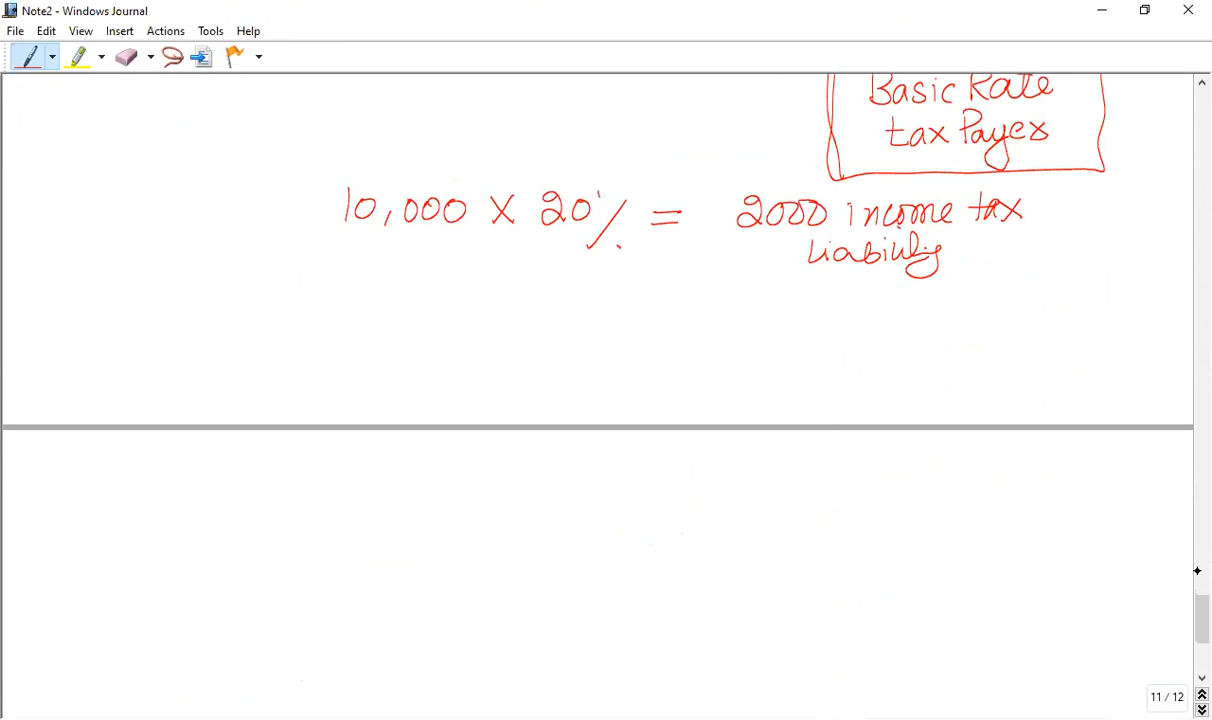 Note2 - Windows Journal
File Edit View Insert Actions Tools Help
Basic Rate
tax Payer
10,000 X 20% = 2000 income tax
Liability
11 / 12